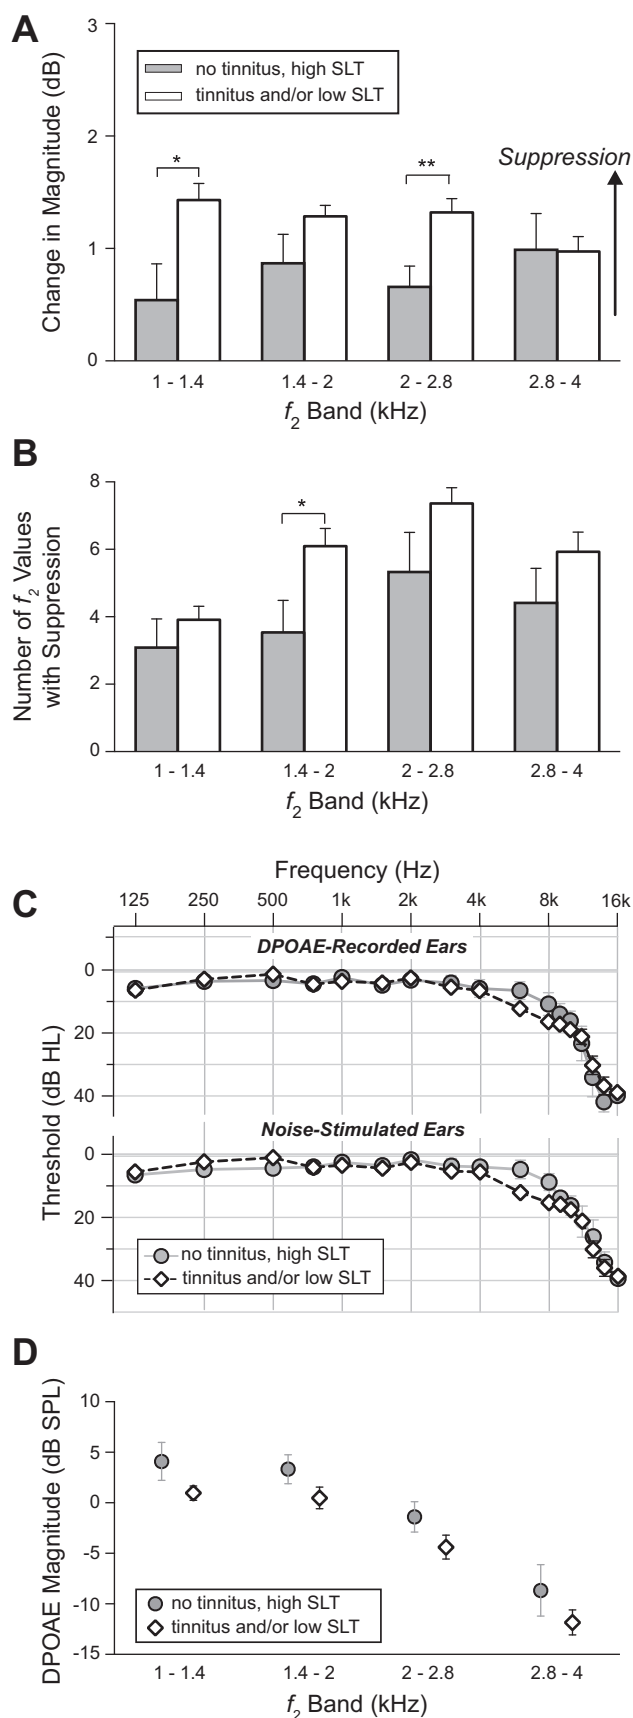 A
Change in Magnitude (dB)
3
2
1
0
no tinnitus, high SLT
tinnitus and/or low SLT
*
**
Suppression
1 - 1.4
1.4 - 2
2 - 2.8
2.8 - 4
f2 Band (kHz)
B
Number of f2 Values
with Suppression
8
6
4
2
0
*
1 - 1.4
1.4 - 2
2 - 2.8
2.8 - 4
f2 Band (kHz)
C
Frequency (Hz)
125
250
500
1k
2k
4k
8k
16k
Threshold (dB HL)
DPOAE-Recorded Ears
0
20
40
Noise-Stimulated Ears
0
20
40
no tinnitus, high SLT
tinnitus and/or low SLT
D
DPOAE Magnitude (dB SPL)
10
5
0
-5
-10
-15
no tinnitus, high SLT
tinnitus and/or low SLT
1 - 1.4
1.4 - 2
2 - 2.8
2.8 - 4
f2 Band (kHz)